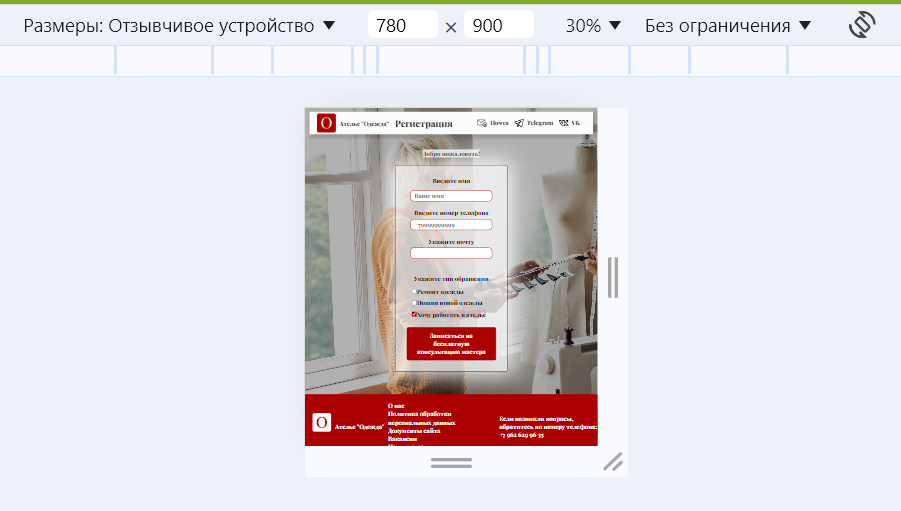 Размеры: Отзывчивое устройство 780 × 900 30% Без ограничения
О Ателье "Одежда" Регистрация Почта Telegram VK
Добро пожаловать!
Введите имя
Ваше имя
Введите номер телефона
+79999999999
Укажите почту
Укажите тип обращения
Ремонт одежды
Пошив новой одежды
Хочу работать в ателье
Записаться на
бесплатную
консультацию мастера
О Ателье "Одежда"
О нас
Политика обработки
персональных данных
Документы сайта
Вакансии
Если возникли вопросы,
обратитесь по номеру телефона:
+7 962 629 96 35